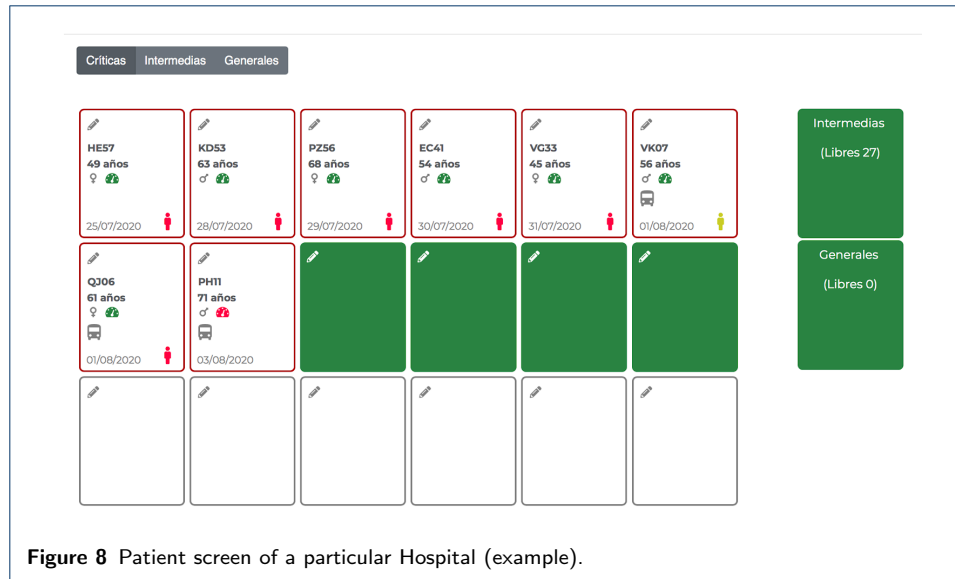 Críticas Intermedias Generales
HE57
49 años
25/07/2020
KD53
63 años
28/07/2020
PZ56
68 años
29/07/2020
EC41
54 años
30/07/2020
VG33
45 años
31/07/2020
VK07
56 años
01/08/2020
Intermedias
(Libres 27)
QJ06
61 años
01/08/2020
PH11
71 años
03/08/2020
Generales
(Libres 0)
Figure 8 Patient screen of a particular Hospital (example).